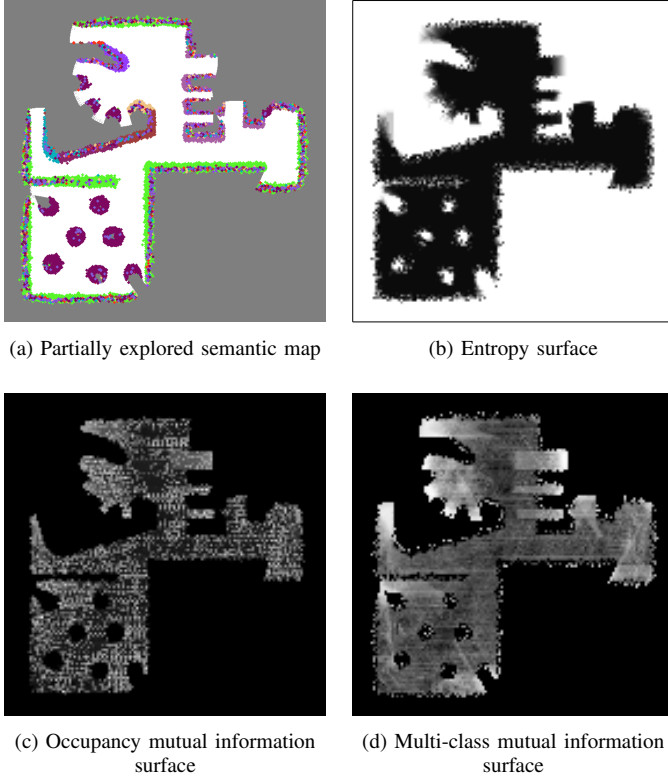 (a) Partially explored semantic map
(b) Entropy surface
(c) Occupancy mutual information
surface
(d) Multi-class mutual information
surface